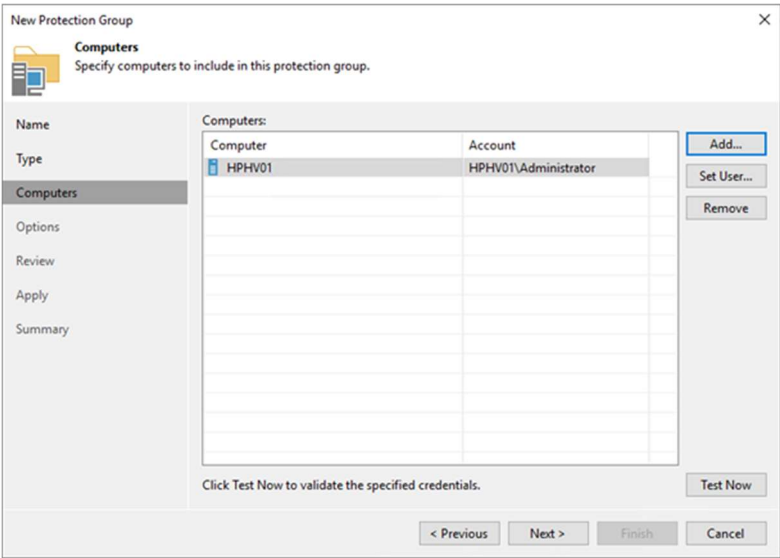 New Protection Group
Computers
Specify computers to include in this protection group.
Name
Type
Computers
Options
Review
Apply
Summary
Computers:
Computer Account
HPHV01 HPHV01\Administrator
Add...
Set User...
Remove
Click Test Now to validate the specified credentials.
Test Now
< Previous Next > Finish Cancel